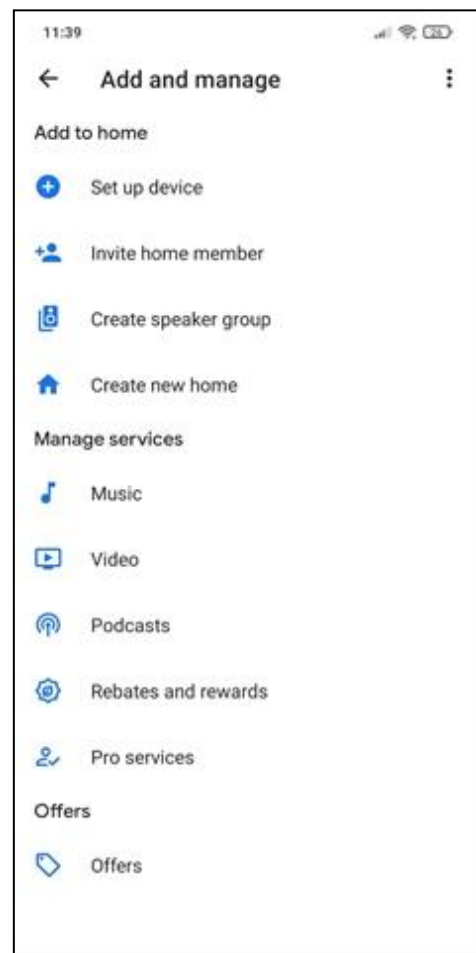 11:39
26
Add and manage
Add to home
Set up device
Invite home member
Create speaker group
Create new home
Manage services
Music
Video
Podcasts
Rebates and rewards
Pro services
Offers
Offers